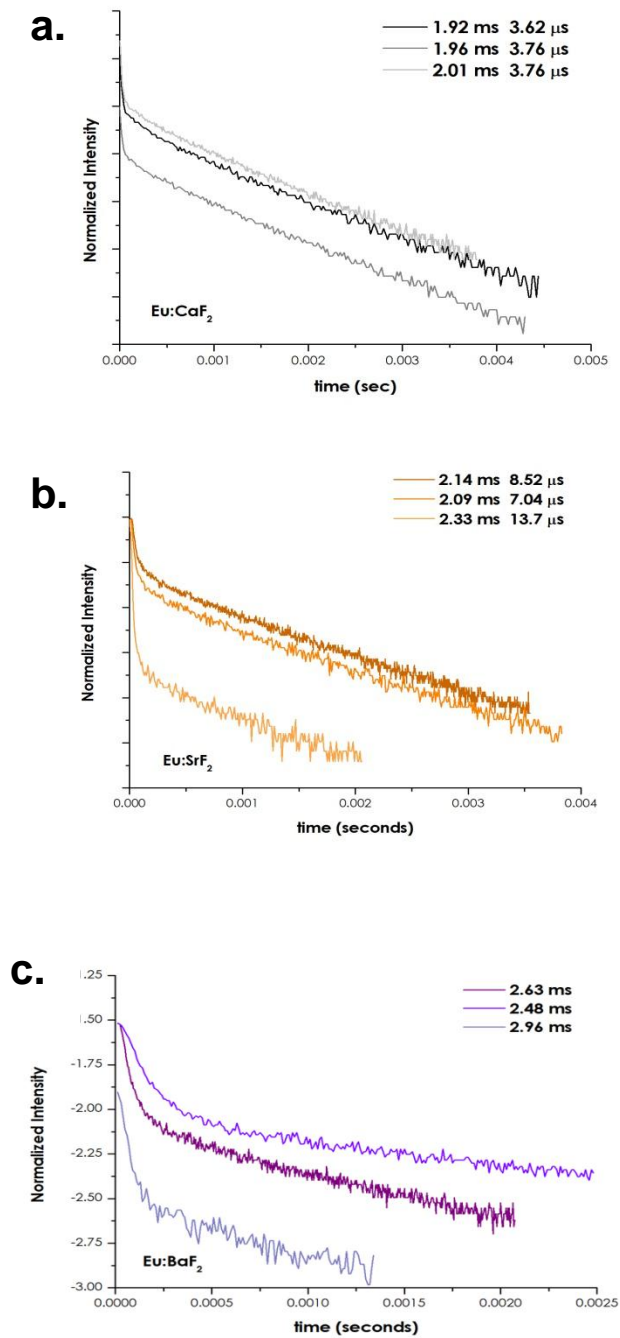 a.
1.92 ms 3.62 μs
1.96 ms 3.76 μs
2.01 ms 3.76 μs
Normalized Intensity
Eu:CaF₂
0.000 0.001 0.002 0.003 0.004 0.005
time (sec)
b.
2.14 ms 8.52 μs
2.09 ms 7.04 μs
2.33 ms 13.7 μs
Normalized Intensity
Eu:SrF₂
0.000 0.001 0.002 0.003 0.004
time (seconds)
c.
.25
2.63 ms
2.48 ms
2.96 ms
.50
-1.75
-2.00
Normalized Intensity
-2.25
-2.50
-2.75
Eu:BaF₂
-3.00
0.0000 0.0005 0.0010 0.0015 0.0020 0.0025
time (seconds)